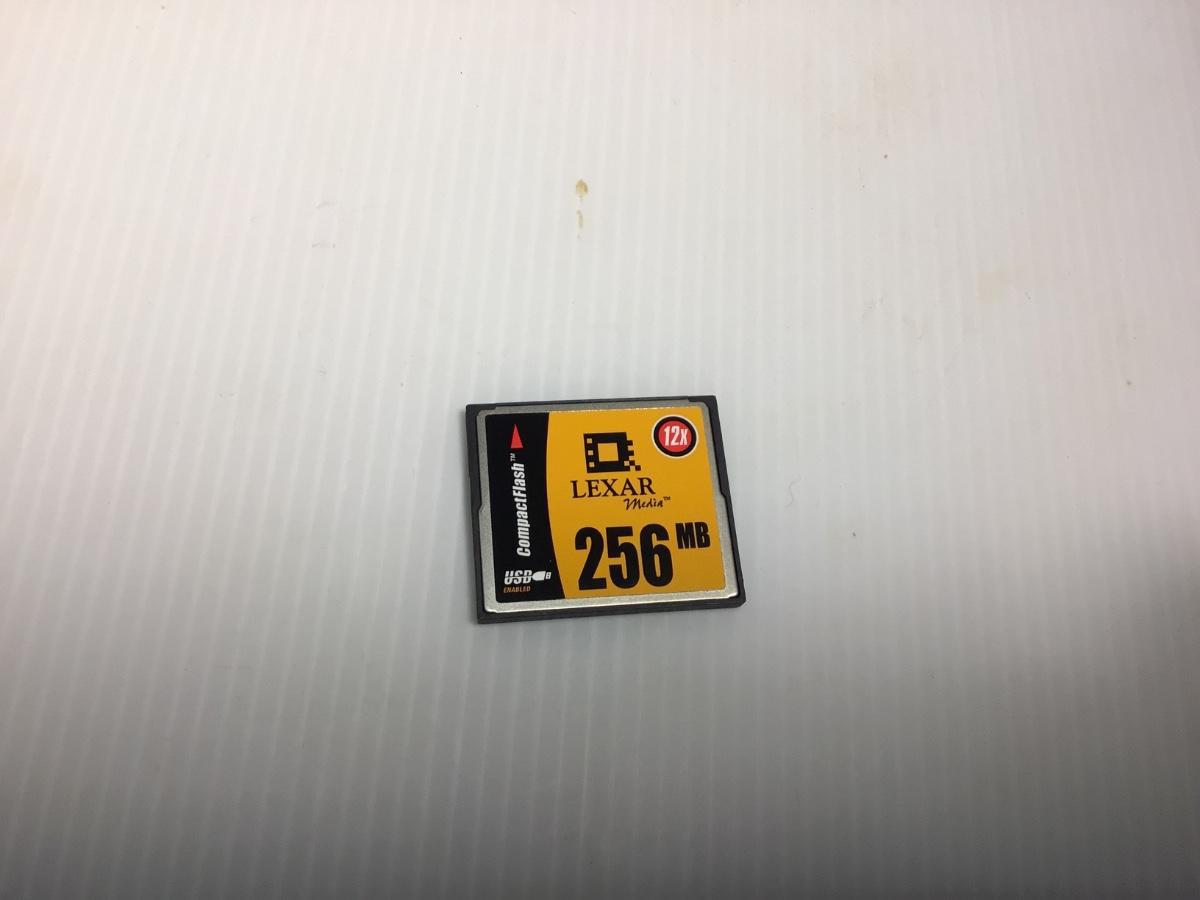 CompactFlash™
USB
ENABLED
12x
LEXAR
Media™
256 MB